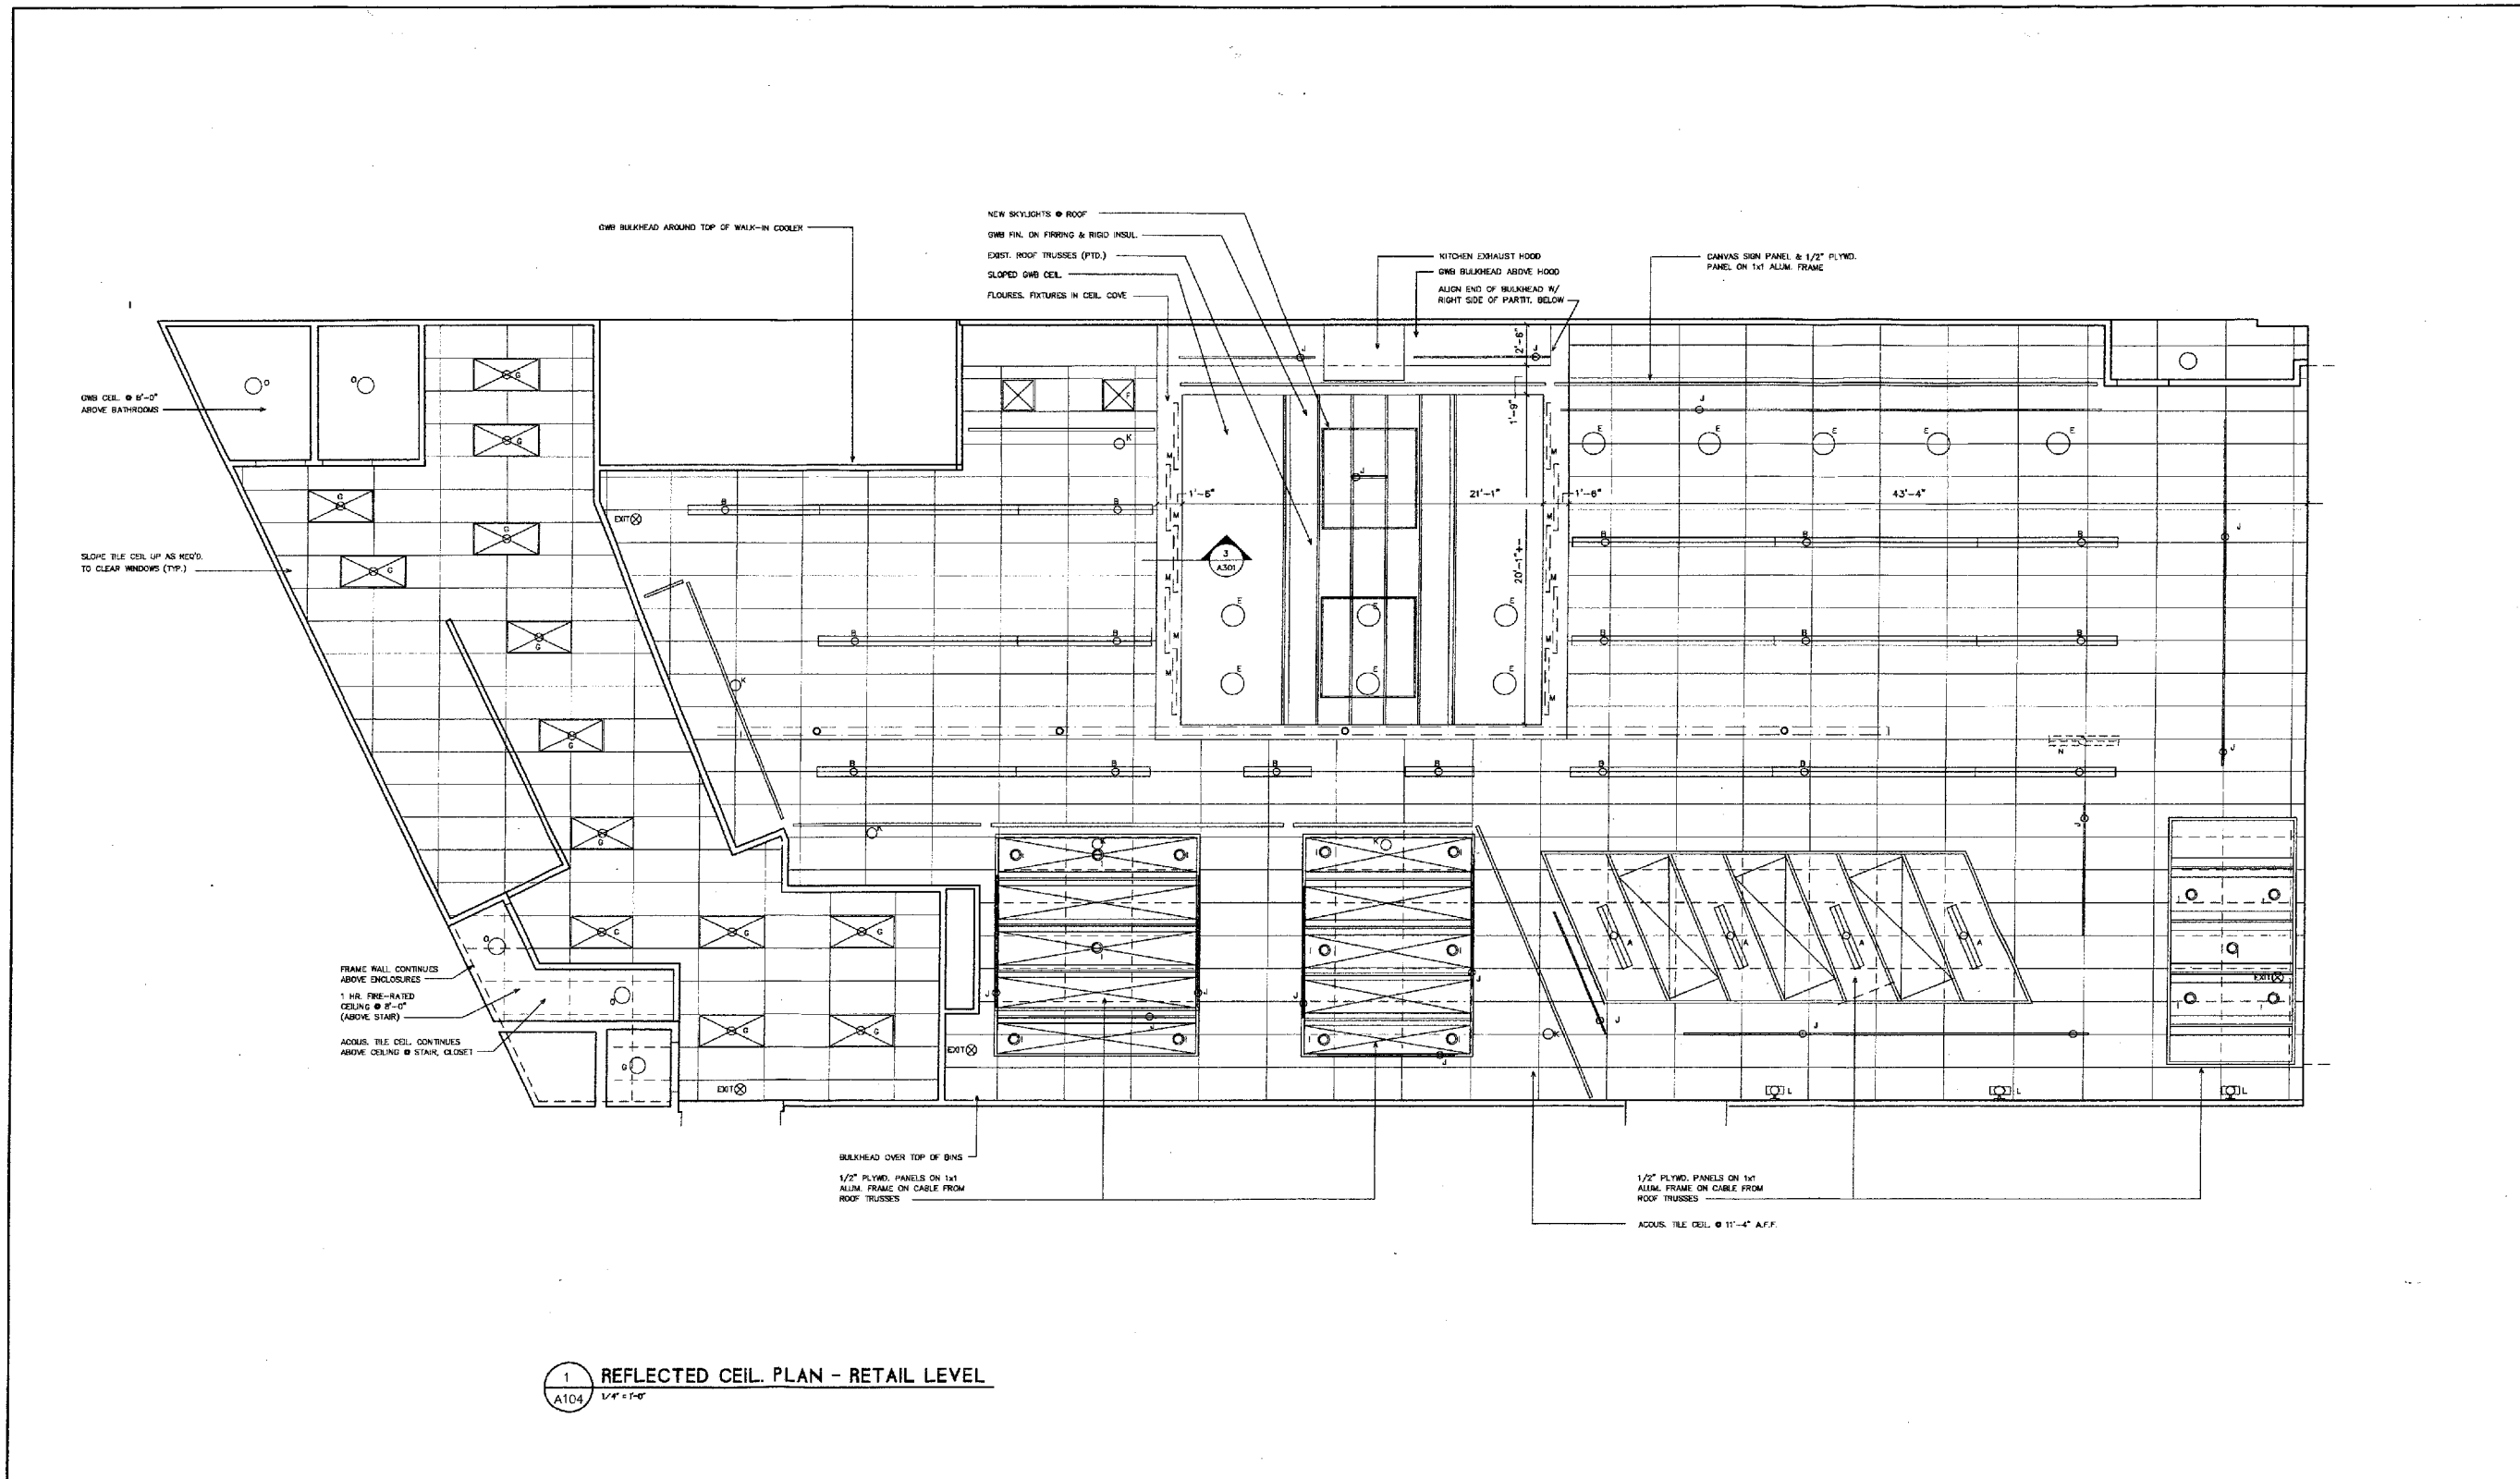 NEW SKYLIGHTS @ ROOF
GWB BULKHEAD AROUND TOP OF WALK-IN COOLER
GWB FIN. ON FIRRING & RIGID INSUL.
EXIST. ROOF TRUSSES (PTD.)
SLOPED GWB CEIL.
FLOURES. FIXTURES IN CEIL. COVE
KITCHEN EXHAUST HOOD
GWB BULKHEAD ABOVE HOOD
ALIGN END OF BULKHEAD W/
RIGHT SIDE OF PARTIT. BELOW
CANVAS SIGN PANEL & 1/2" PLYWD.
PANEL ON 1x1 ALUM. FRAME
GWB CEIL. @ 8'-0"
ABOVE BATHROOMS
2'-6"
1'-9"
1'-6"
21'-1"
1'-6"
43'-4"
20'-1"+-
EXIT
SLOPE TILE CEIL UP AS REQ'D.
TO CLEAR WINDOWS (TYP.)
3
A301
FRAME WALL CONTINUES
ABOVE ENCLOSURES
1 HR. FIRE-RATED
CEILING @ 8'-0"
(ABOVE STAIR)
ACOUS. TILE CEIL. CONTINUES
ABOVE CEILING @ STAIR, CLOSET
EXIT
EXIT
EXIT
BULKHEAD OVER TOP OF BINS
1/2" PLYWD. PANELS ON 1x1
ALUM. FRAME ON CABLE FROM
ROOF TRUSSES
1/2" PLYWD. PANELS ON 1x1
ALUM. FRAME ON CABLE FROM
ROOF TRUSSES
ACOUS. TILE CEIL. @ 11'-4" A.F.F.
1
A104
REFLECTED CEIL. PLAN - RETAIL LEVEL
1/4" = 1'-0"